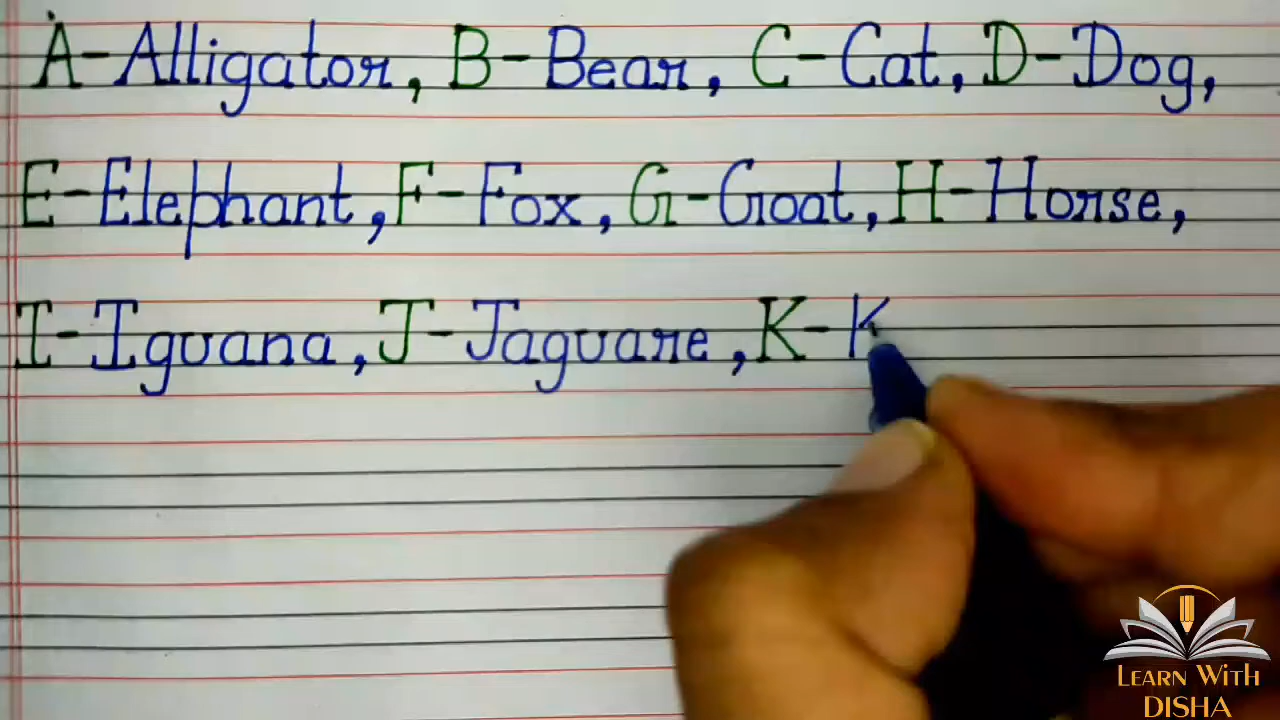 A-Alligator, B-Bear, C-Cat, D-Dog,
E-Elephant, F-Fox, G-Goat, H-Horse,
I-Iguana, J-Jaguare, K-K
LEARN WITH
DISHA